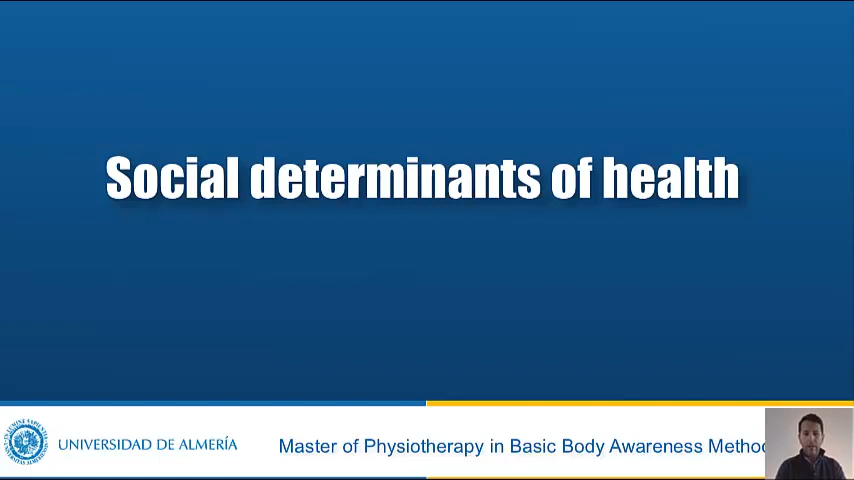 Social determinants of health
UNIVERSIDAD DE ALMERÍA
Master of Physiotherapy in Basic Body Awareness Metho